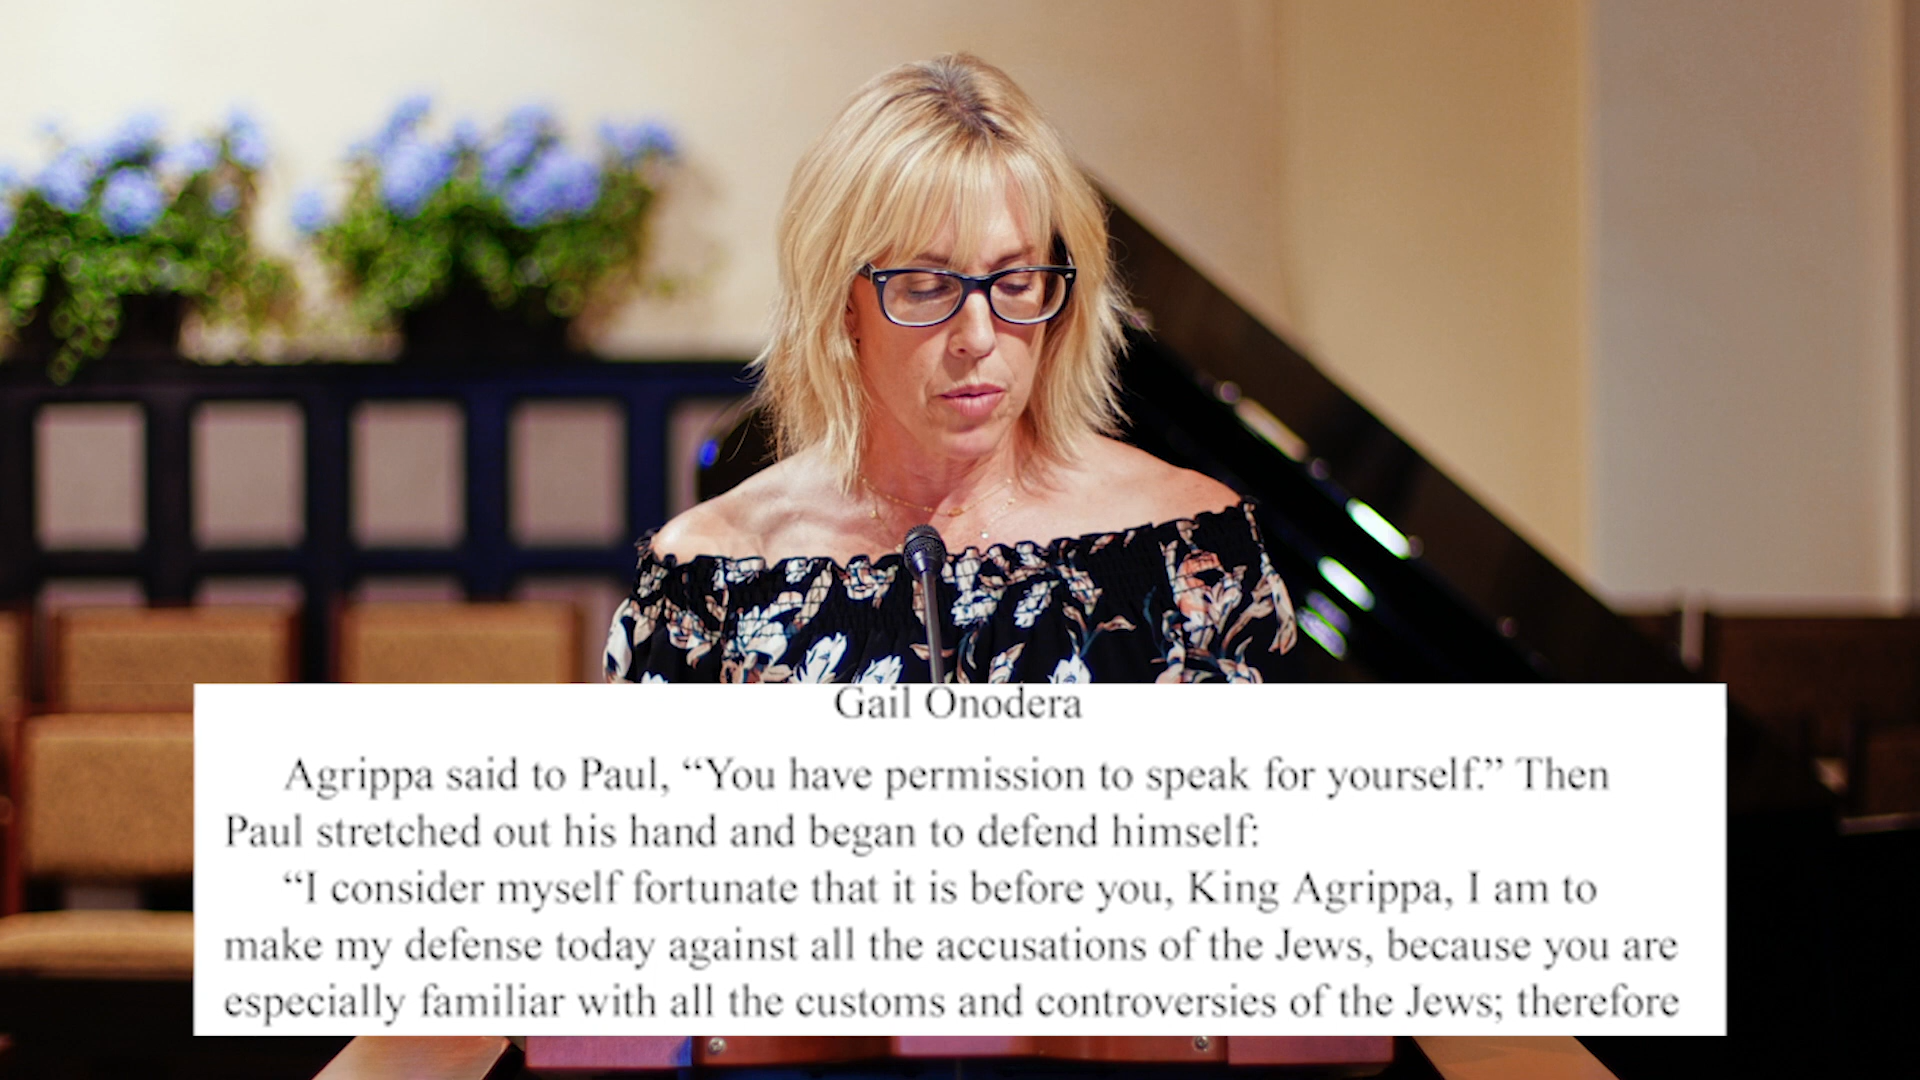 Gail Onodera
Agrippa said to Paul, “You have permission to speak for yourself.” Then
Paul stretched out his hand and began to defend himself:
“I consider myself fortunate that it is before you, King Agrippa, I am to
make my defense today against all the accusations of the Jews, because you are
especially familiar with all the customs and controversies of the Jews; therefore